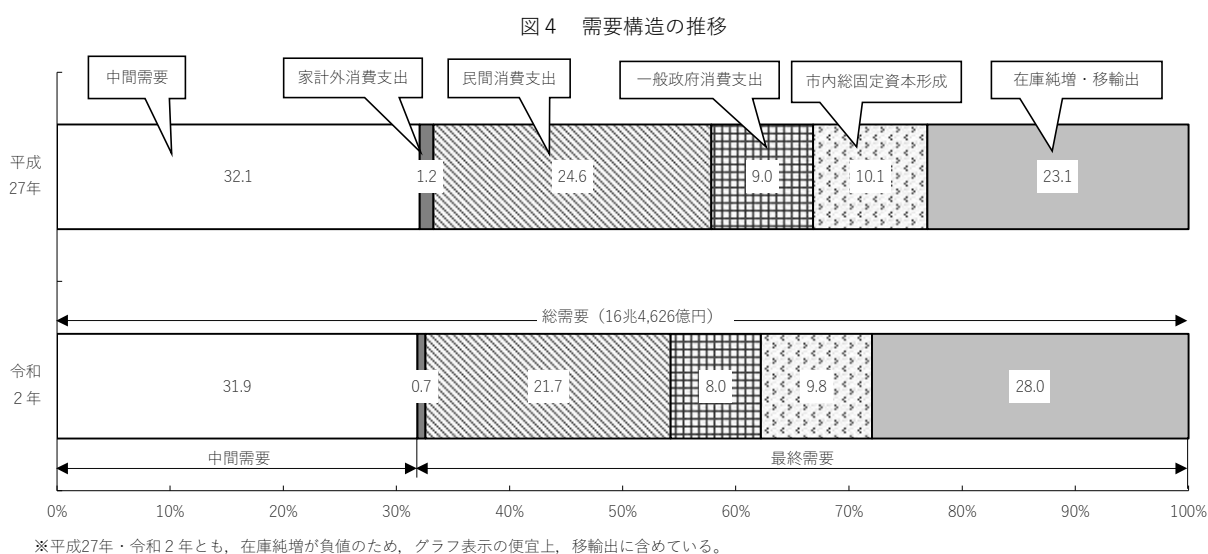 図４　需要構造の推移
中間需要
家計外消費支出
民間消費支出
一般政府消費支出
市内総固定資本形成
在庫純増・移輸出
平成
27年
32.1
1.2
24.6
9.0
10.1
23.1
総需要（16兆4,626億円）
令和
２年
31.9
0.7
21.7
8.0
9.8
28.0
中間需要
最終需要
0%
10%
20%
30%
40%
50%
60%
70%
80%
90%
100%
※平成27年・令和２年とも，在庫純増が負値のため，グラフ表示の便宜上，移輸出に含めている。